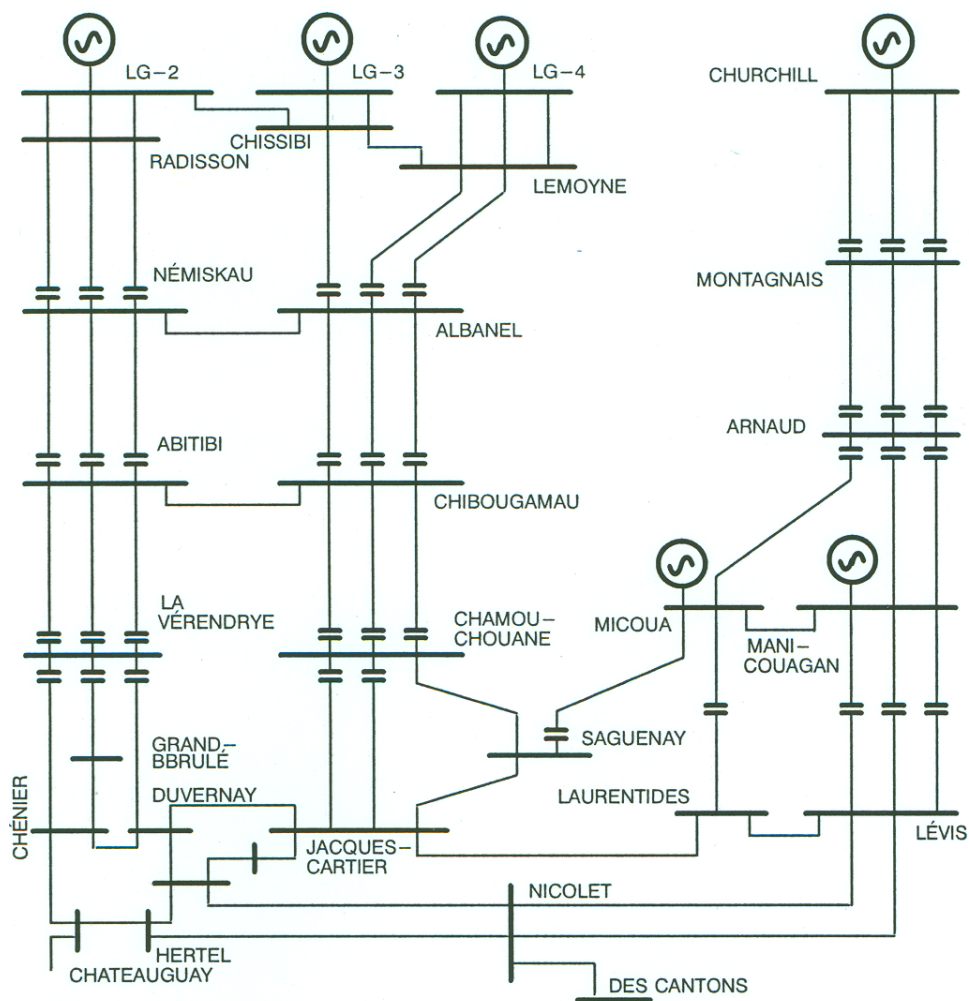 LG-2
LG-3
LG-4
CHURCHILL
CHISSIBI
RADISSON
LEMOYNE
NÉMISKAU
MONTAGNAIS
ALBANEL
ARNAUD
ABITIBI
CHIBOUGAMAU
LA
VÉRENDRYE
CHAMOU-
CHOUANE
MICOUA
MANI-
COUAGAN
SAGUENAY
GRAND-
BBRULÉ
DUVERNAY
LAURENTIDES
CHÉNIER
LÉVIS
JACQUES-
CARTIER
NICOLET
HERTEL
CHATEAUGUAY
DES CANTONS